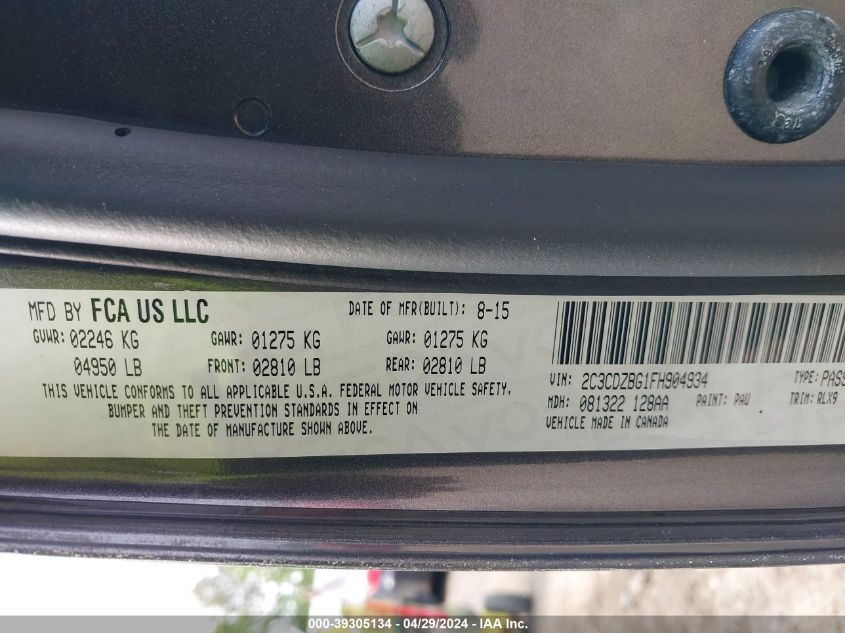 MFD BY FCA US LLC DATE OF MFR(BUILT): 8-15
GVWR: 02246 KG GAWR: 01275 KG GAWR: 01275 KG
04950 LB FRONT: 02810 LB REAR: 02810 LB
THIS VEHICLE CONFORMS TO ALL APPLICABLE U.S.A. FEDERAL MOTOR VEHICLE SAFETY,
BUMPER AND THEFT PREVENTION STANDARDS IN EFFECT ON
THE DATE OF MANUFACTURE SHOWN ABOVE.
VIN: 2C3CDZBG1FH904934 TYPE: PASS
MDH: 081322 128AA PAINT: PAU TRIM: RLX9
VEHICLE MADE IN CANADA
000-39305134 - 04/29/2024 - IAA Inc.